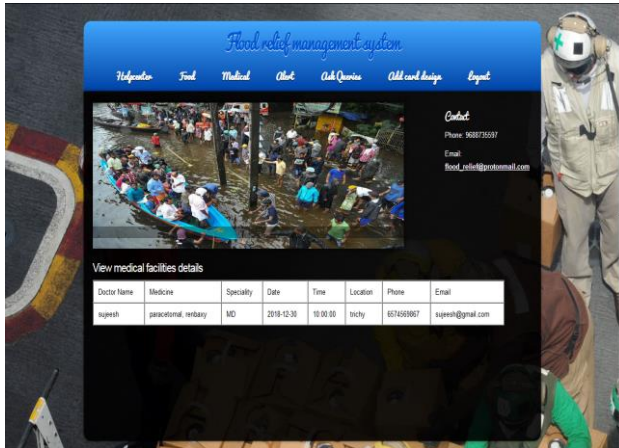 Flood relief management system
Helpcenter Food Medical Alert Ask Queries Add card design Logout
Contact
Phone: 9688735597
Email:
flood_relief@protonmail.com
View medical facilities details
Doctor Name Medicine Speciality Date Time Location Phone Email
sujeesh paracetomal, renbaxy MD 2018-12-30 10:00:00 trichy 6574569867 sujeesh@gmail.com